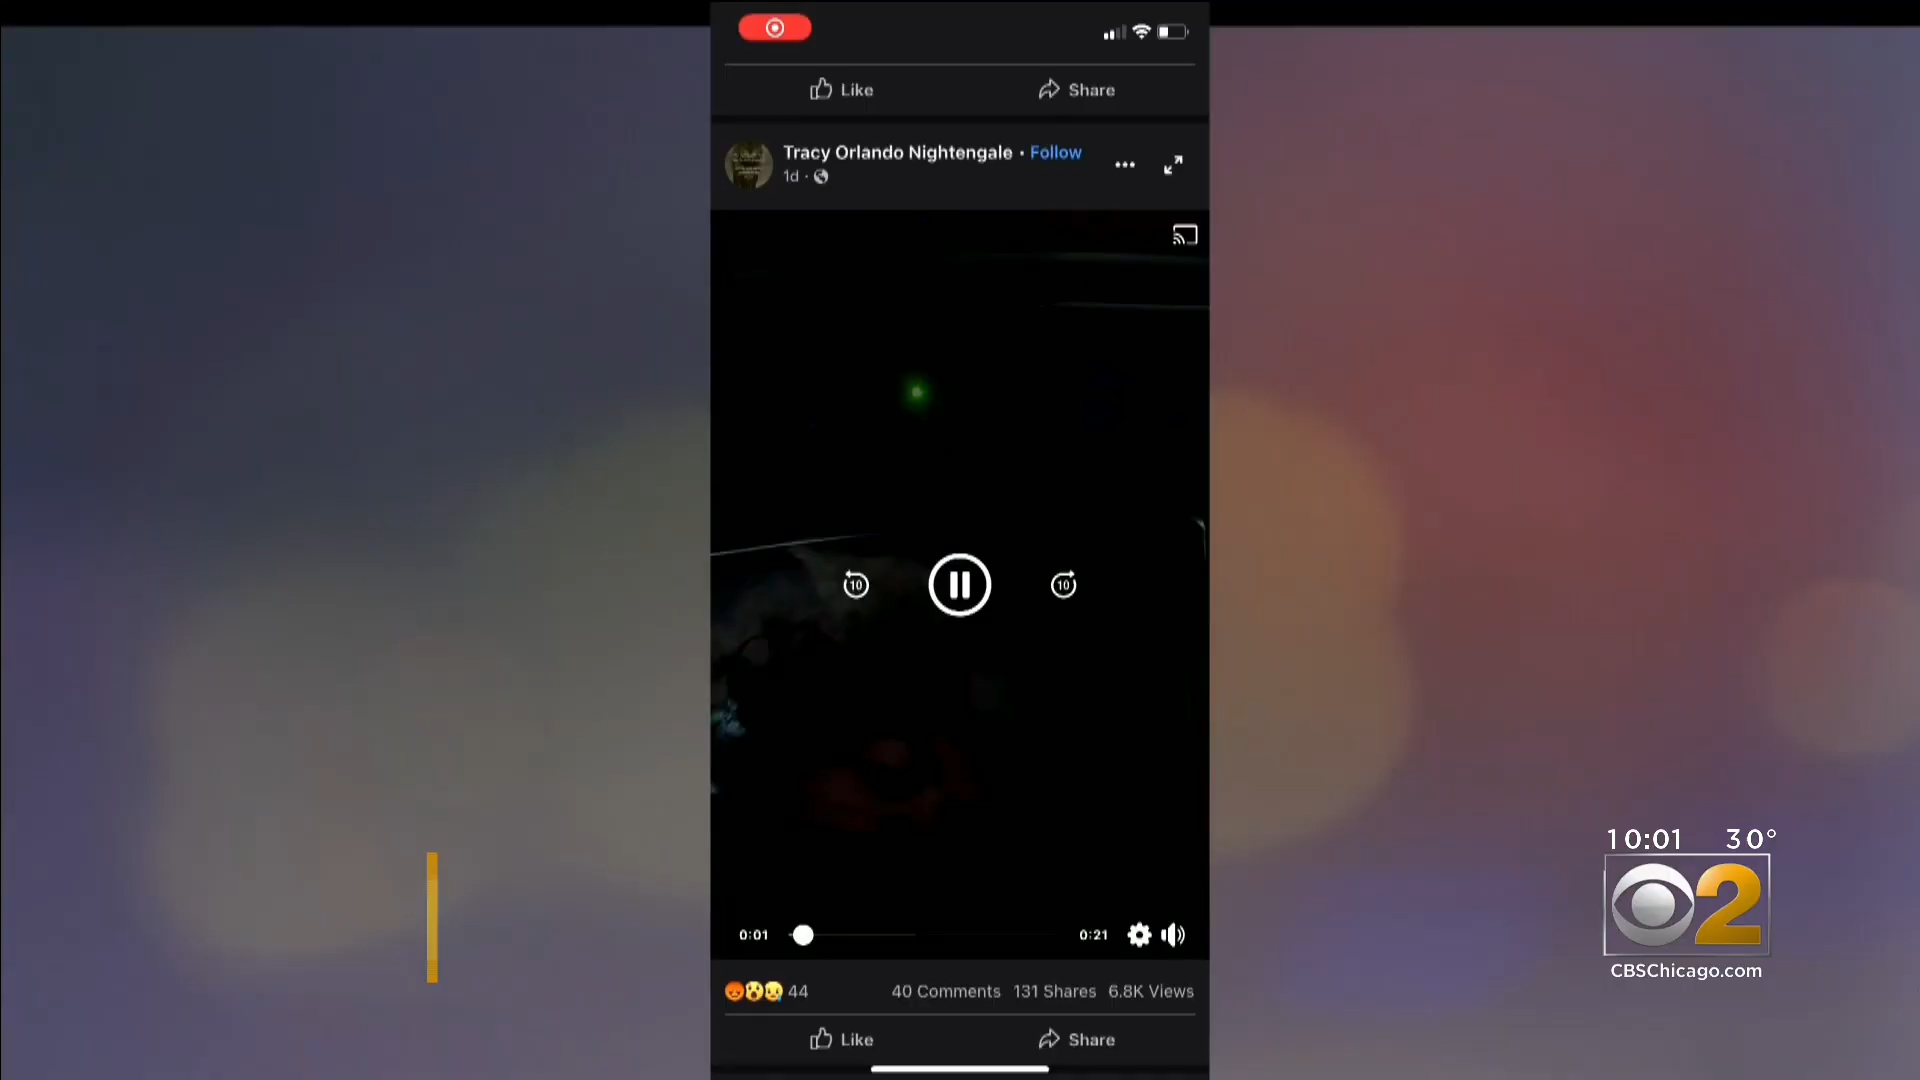 Like Share
Tracy Orlando Nightengale · Follow
1d ·
10 10
0:01 0:21
44 40 Comments 131 Shares 6.8K Views
Like Share
10:01 30°
2
CBSChicago.com